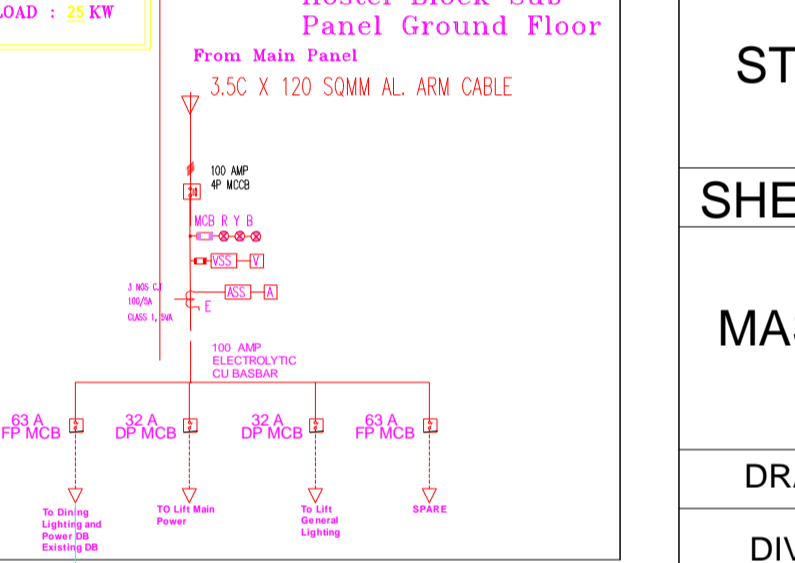 LOAD : 25 KW
Hostel Block Sub
Panel Ground Floor
From Main Panel
3.5C X 120 SQMM AL. ARM CABLE
100 AMP
4P MCCB
MCB R Y B
VSS V
ASS A
E
3 NOS CT
100/5A
CLASS 1, 5VA
100 AMP
ELECTROLYTIC
CU BASBAR
63 A
FP MCB
32 A
DP MCB
32 A
DP MCB
63 A
FP MCB
To Dining
Lighting and
Power DB
Existing DB
TO Lift Main
Power
To Lift
General
Lighting
SPARE
ST
SHE
MAS
DRA
DIV